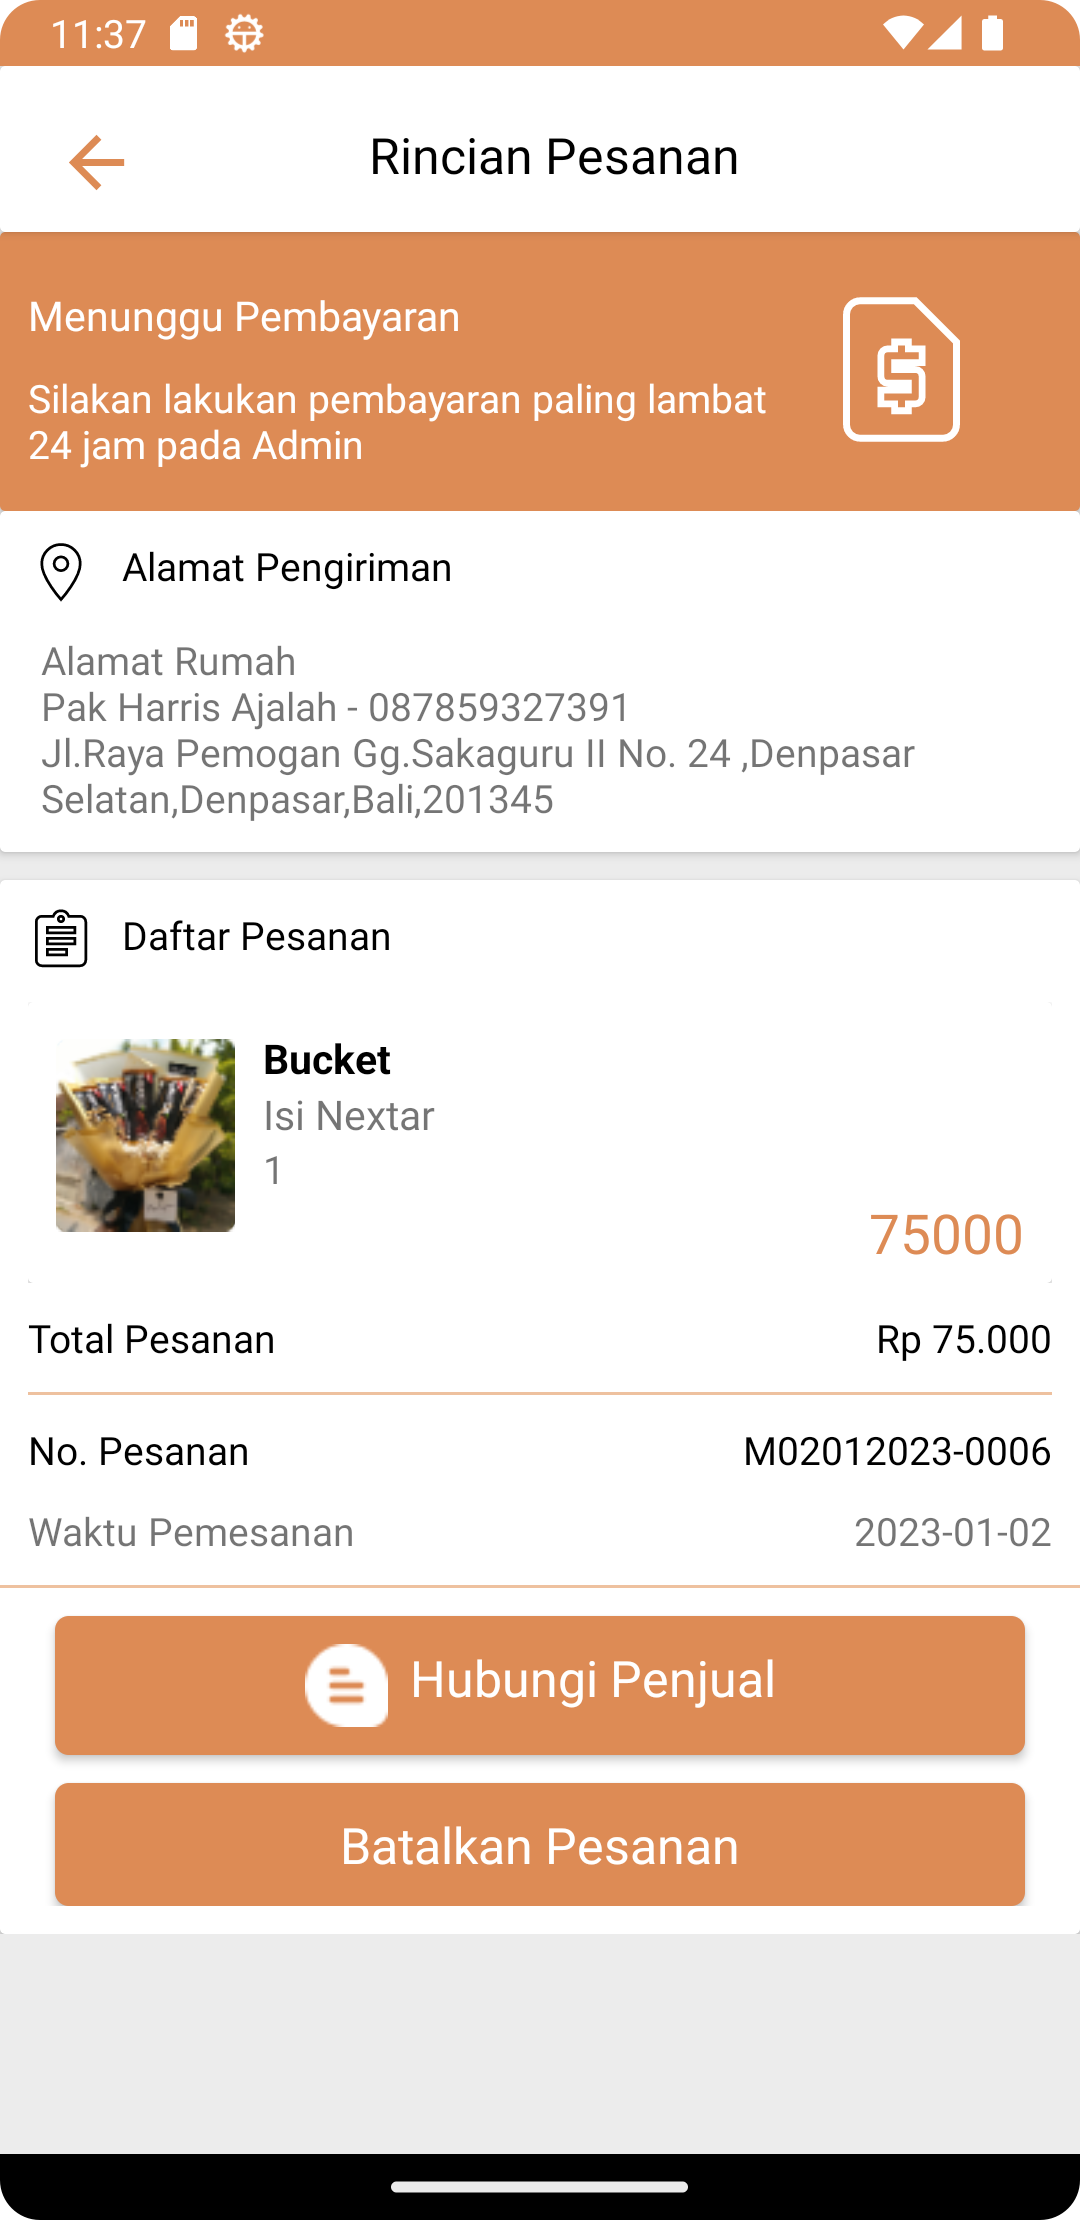 11:37
Rincian Pesanan
Menunggu Pembayaran
Silakan lakukan pembayaran paling lambat
24 jam pada Admin
Alamat Pengiriman
Alamat Rumah
Pak Harris Ajalah - 087859327391
Jl.Raya Pemogan Gg.Sakaguru II No. 24 ,Denpasar
Selatan,Denpasar,Bali,201345
Daftar Pesanan
Bucket
Isi Nextar
1
75000
Total Pesanan Rp 75.000
No. Pesanan M02012023-0006
Waktu Pemesanan 2023-01-02
Hubungi Penjual
Batalkan Pesanan